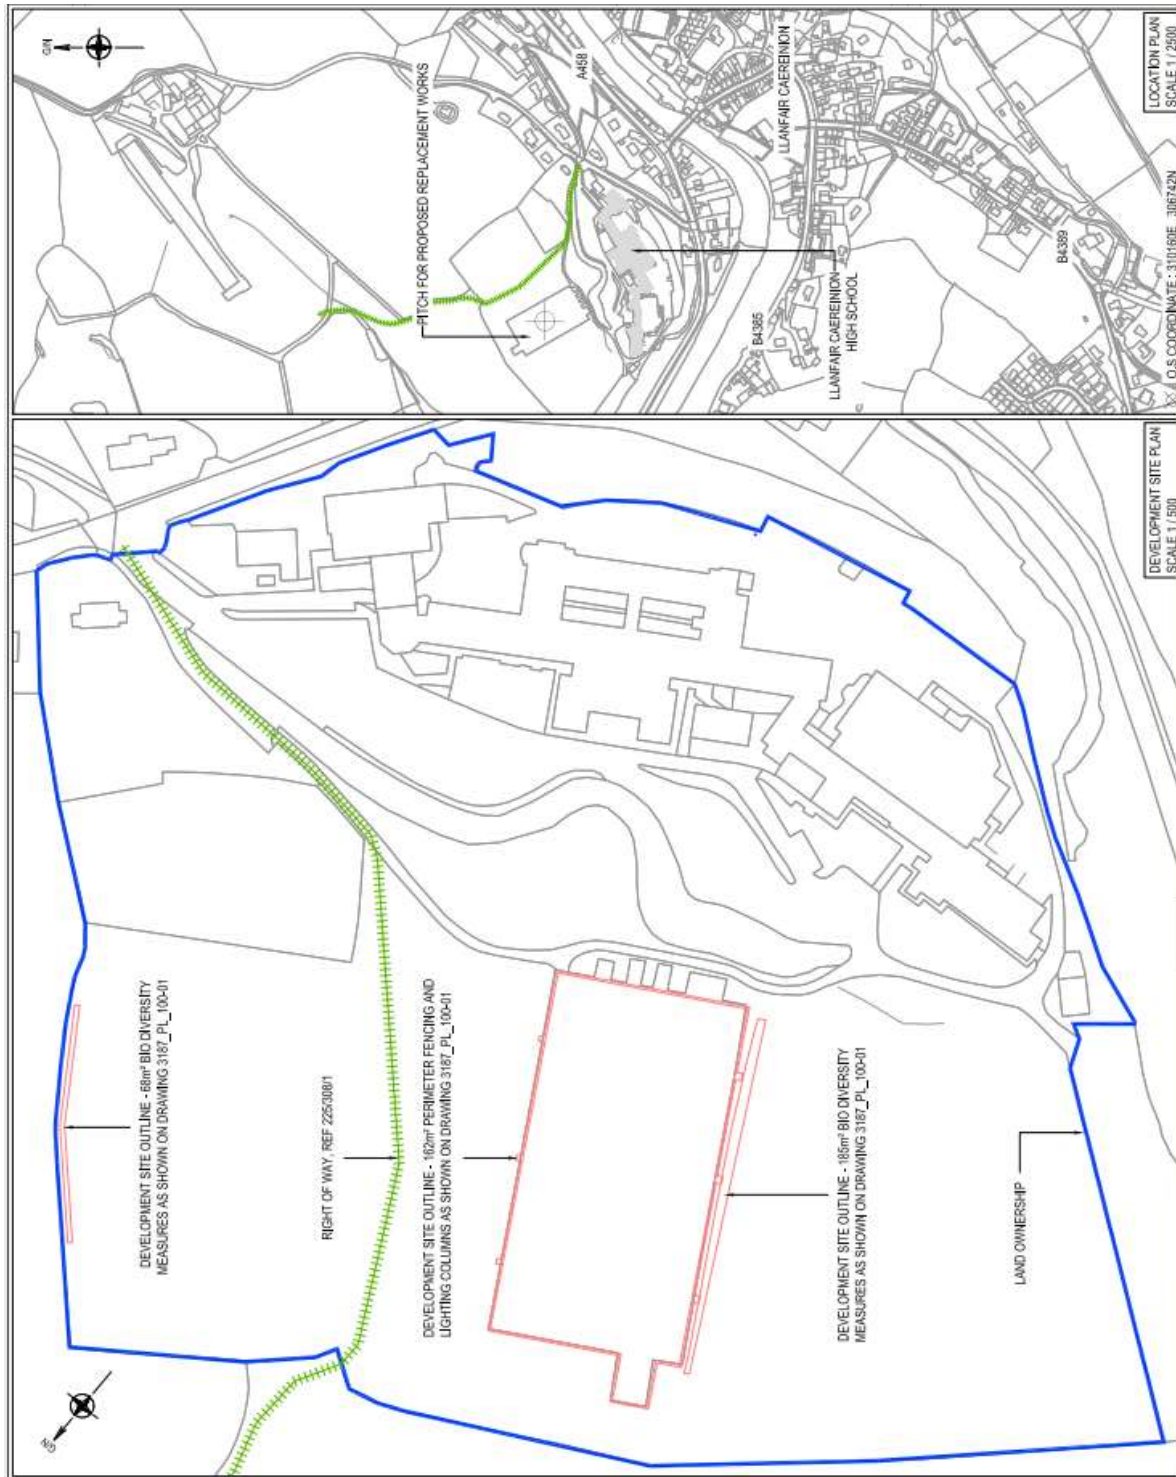 GN
PITCH FOR PROPOSED REPLACEMENT WORKS
A458
LLANFAIR CAEREINION
LLANFAIR CAEREINION
HIGH SCHOOL
B4385
B4389
LOCATION PLAN
SCALE 1 / 2500
O.S COORDINATE : 310160E 306742N
DEVELOPMENT SITE OUTLINE - 68m² BIO DIVERSITY
MEASURES AS SHOWN ON DRAWING 3187_PL_100-01
RIGHT OF WAY, REF 225/308/1
DEVELOPMENT SITE OUTLINE - 162m² PERIMETER FENCING AND
LIGHTING COLUMNS AS SHOWN ON DRAWING 3187_PL_100-01
DEVELOPMENT SITE OUTLINE - 185m² BIO DIVERSITY
MEASURES AS SHOWN ON DRAWING 3187_PL_100-01
LAND OWNERSHIP
GN
DEVELOPMENT SITE PLAN
SCALE 1 / 500